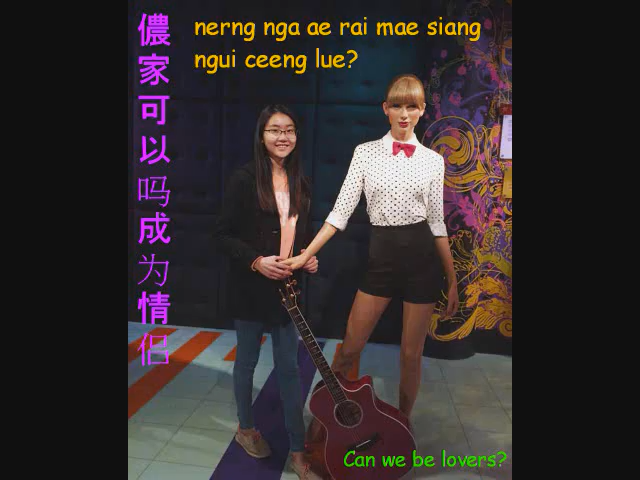 儂家可以吗成为情侣
nerng nga ae rai mae siang
ngui ceeng lue?
Can we be lovers?